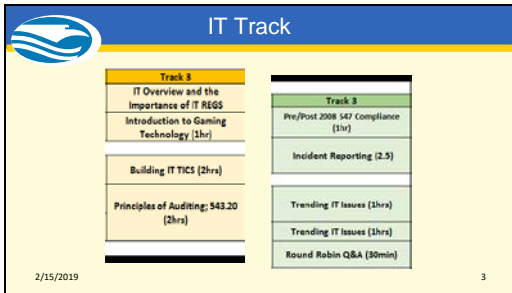 IT Track
Track 3
IT Overview and the
Importance of IT REGS
Introduction to Gaming
Technology (1hr)
Building IT TICS (2hrs)
Principles of Auditing; 543.20
(2hrs)
Track 3
Pre/Post 2008 547 Compliance
(1hr)
Incident Reporting (2.5)
Trending IT Issues (1hrs)
Trending IT Issues (1hrs)
Round Robin Q&A (30min)
2/15/2019
3